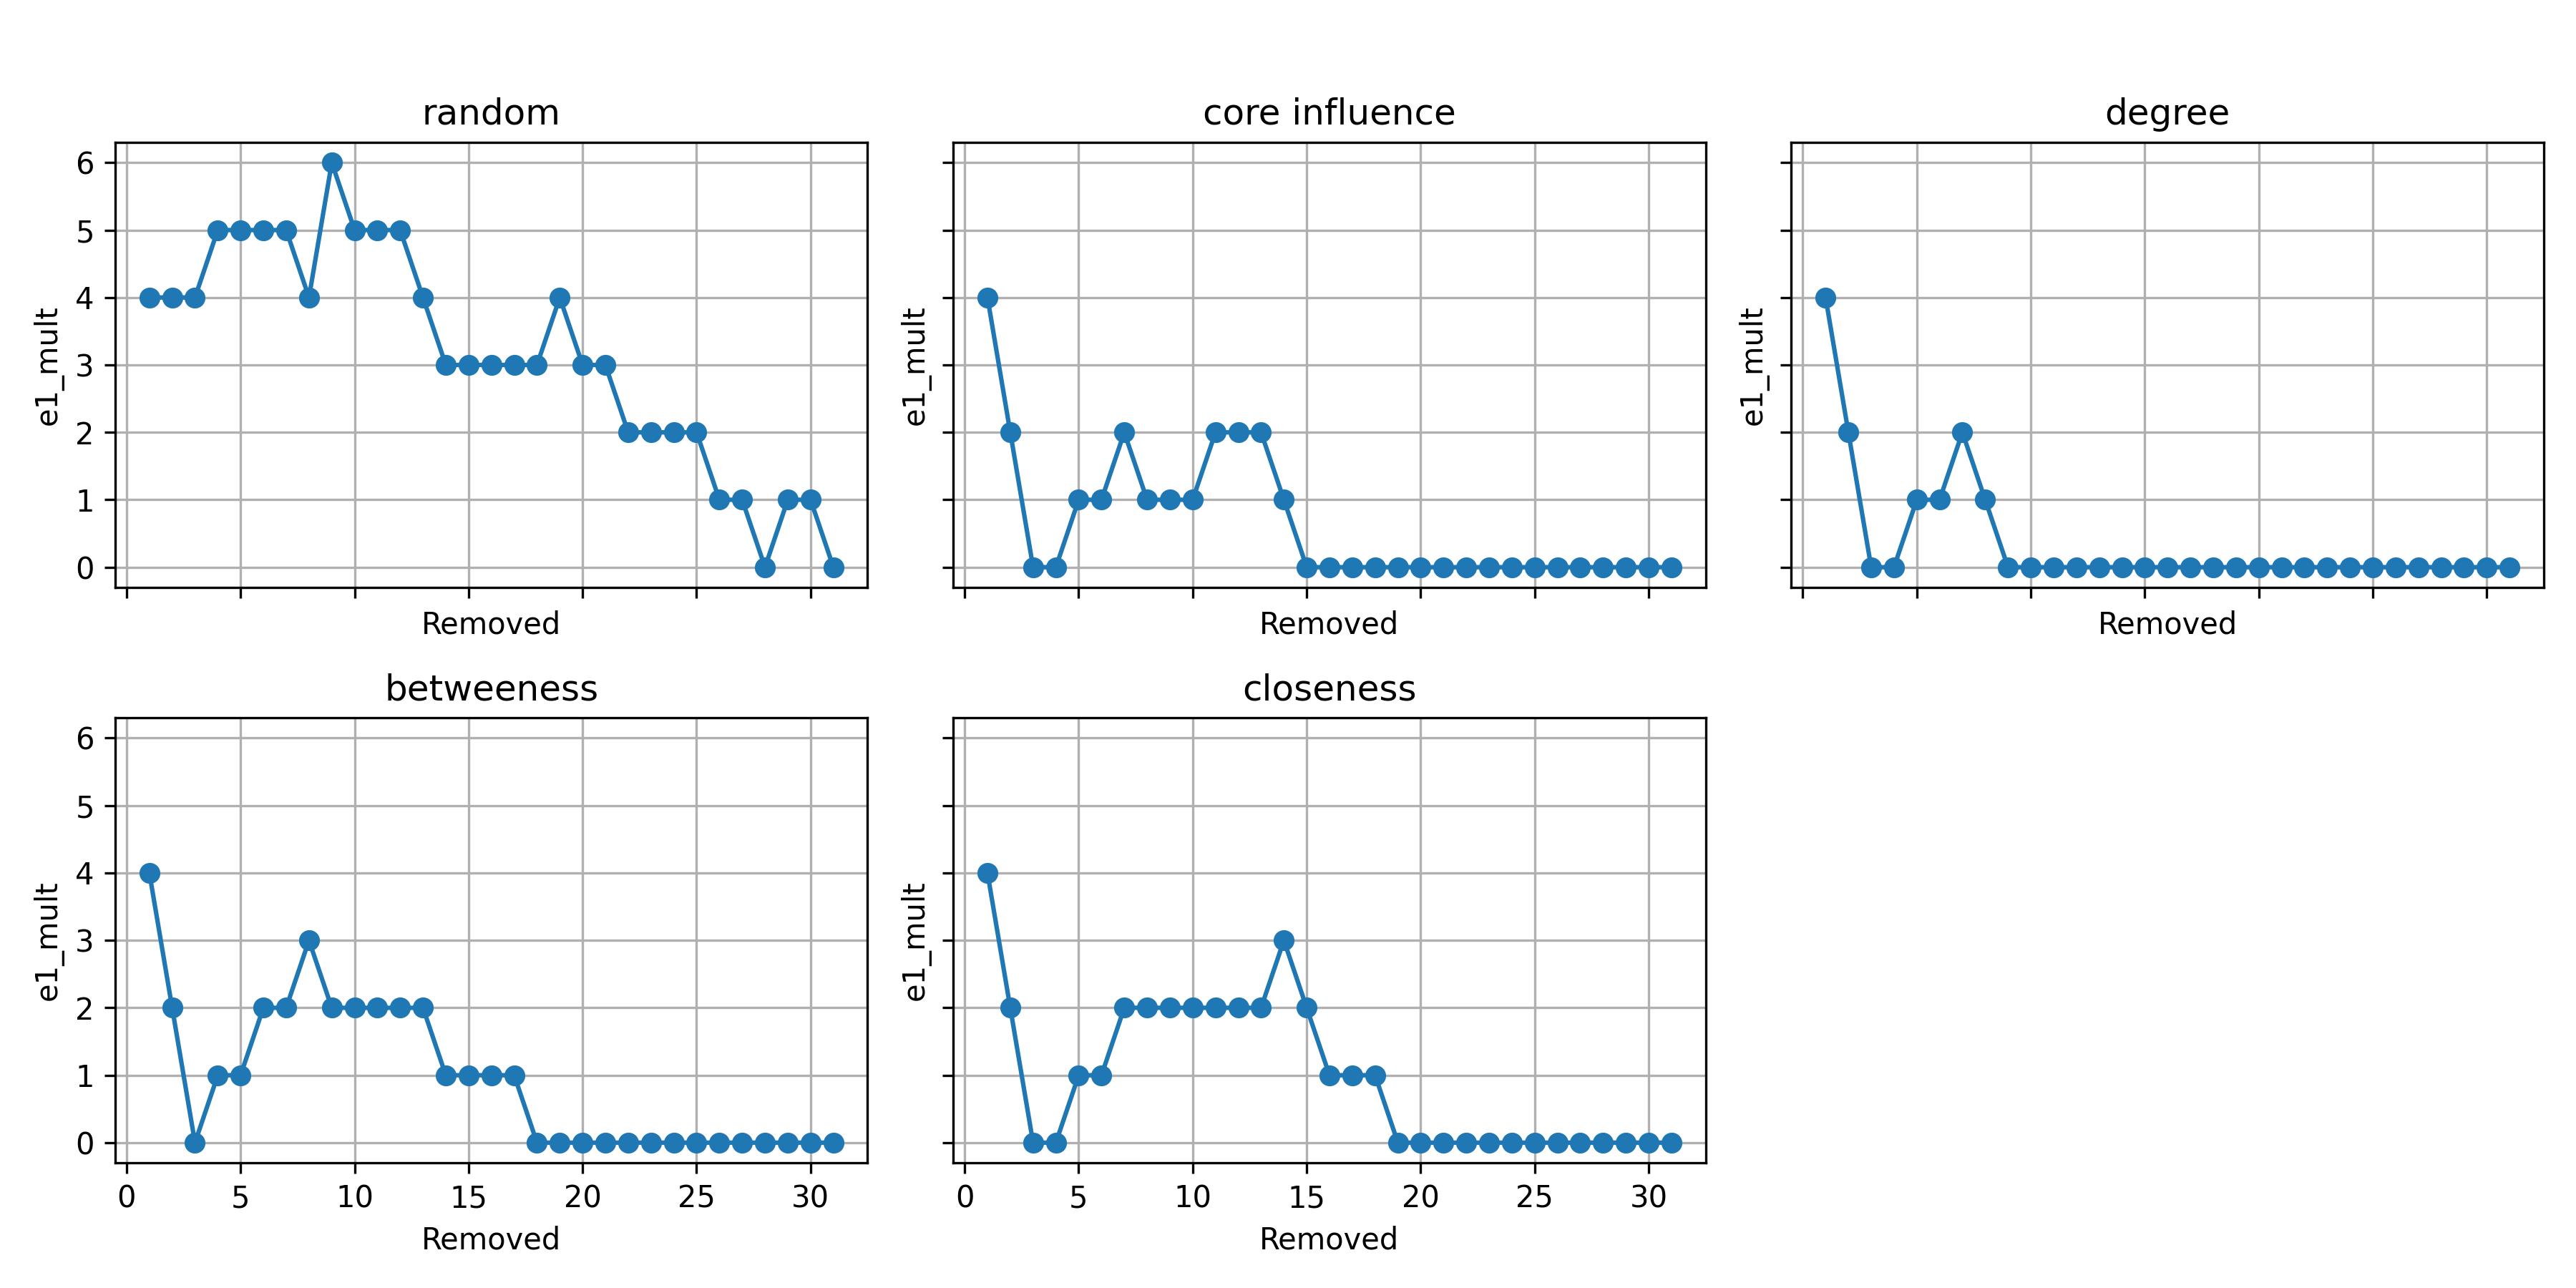 random
core influence
degree
6
5
4
3
2
1
0
e1_mult
e1_mult
e1_mult
Removed
Removed
Removed
betweeness
closeness
6
5
4
3
2
1
0
e1_mult
e1_mult
0 5 10 15 20 25 30
0 5 10 15 20 25 30
Removed
Removed